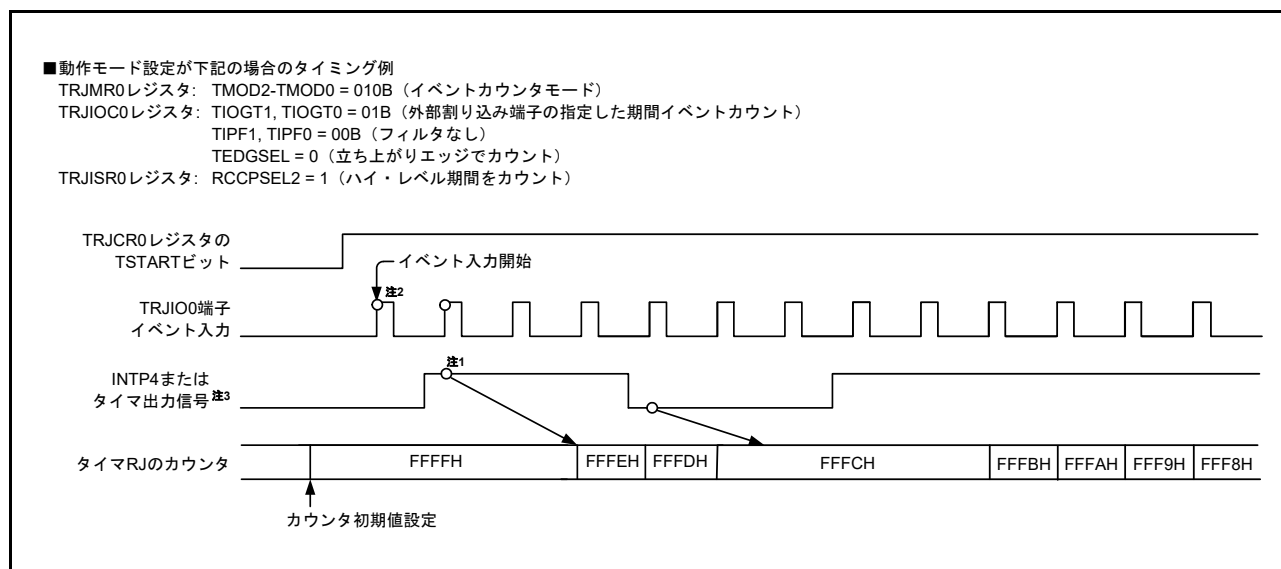 ■動作モード設定が下記の場合のタイミング例
TRJMR0レジスタ: TMOD2-TMOD0 = 010B（イベントカウンタモード）
TRJIOC0レジスタ: TIOGT1, TIOGT0 = 01B（外部割り込み端子の指定した期間イベントカウント）
TIPF1, TIPF0 = 00B（フィルタなし）
TEDGSEL = 0（立ち上がりエッジでカウント）
TRJISR0レジスタ: RCCPSEL2 = 1（ハイ・レベル期間をカウント）
TRJCR0レジスタの
TSTARTビット
イベント入力開始
TRJIO0端子
イベント入力
注2
INTP4または
タイマ出力信号注3
注1
タイマRJのカウンタ
FFFFH FFFEH FFFDH FFFCH FFFBH FFFAH FFF9H FFF8H
カウンタ初期値設定